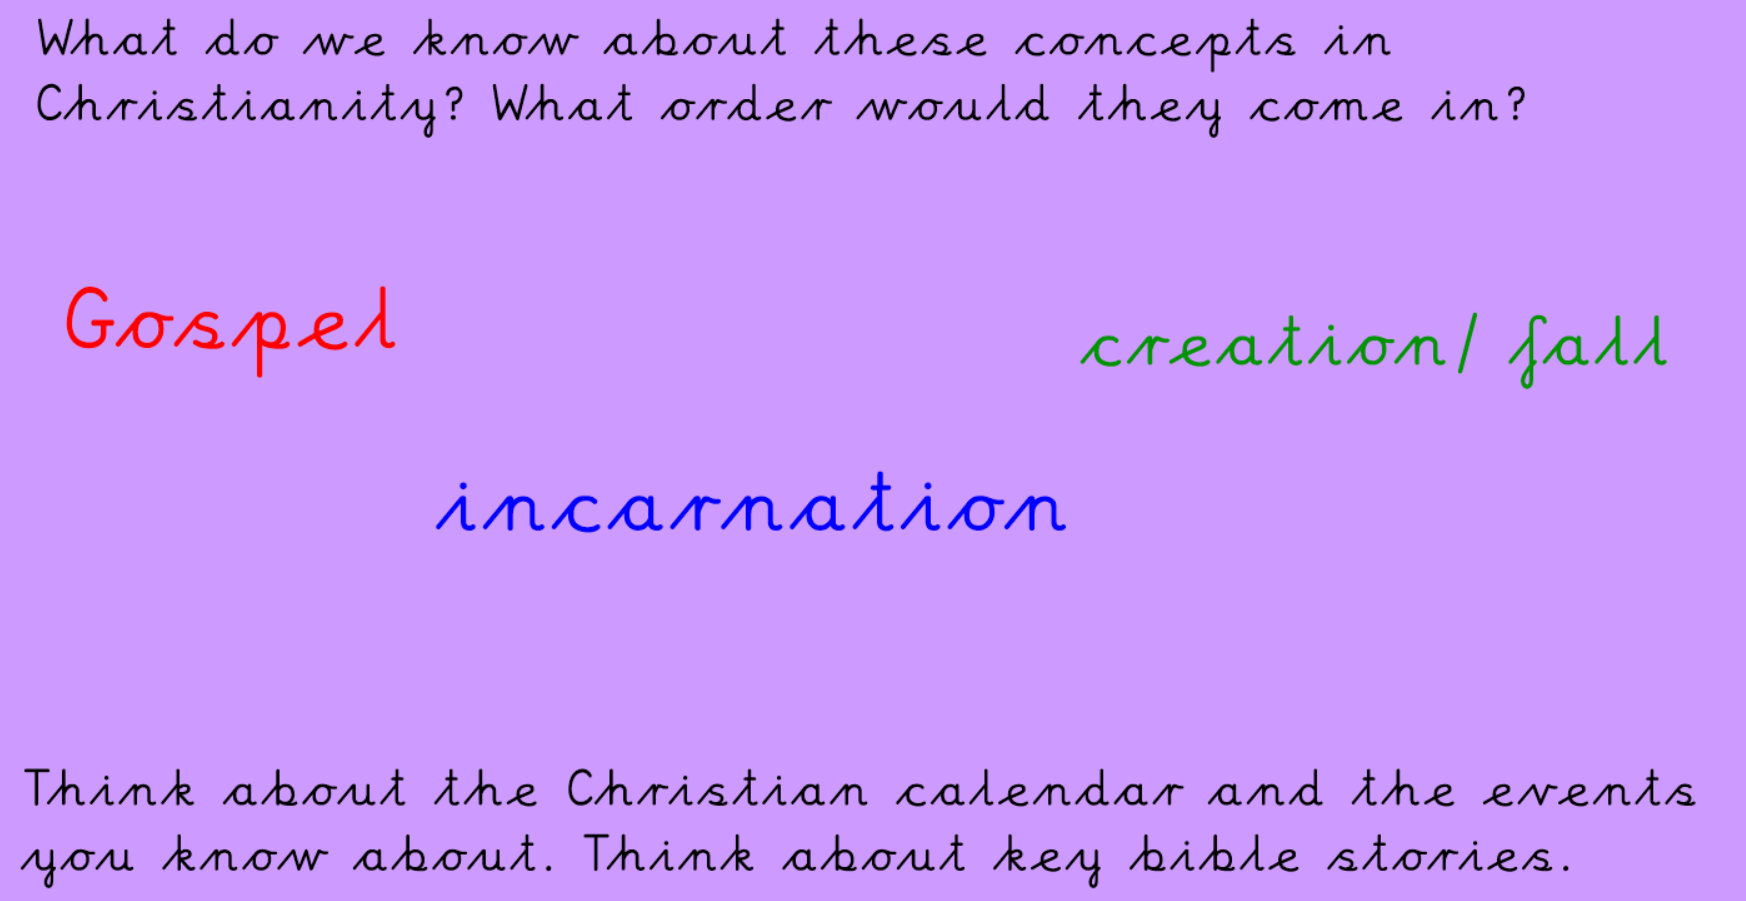 What do we know about these concepts in
Christianity? What order would they come in?
Gospel
creation/ fall
incarnation
Think about the Christian calendar and the events
you know about. Think about key bible stories.